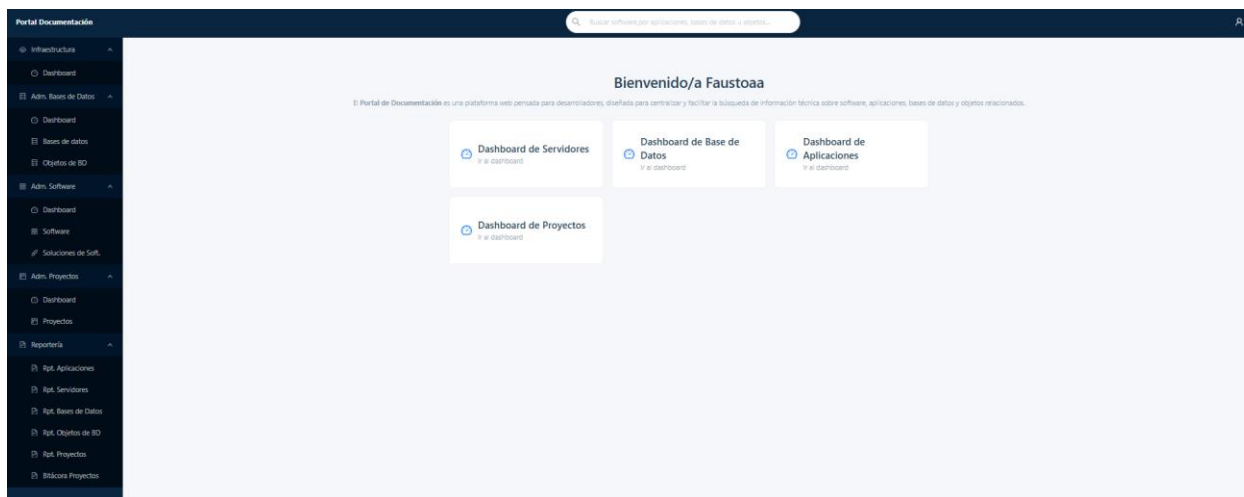 Portal Documentación
Buscar software por aplicaciones, bases de datos u objetos...
Infraestructura
Dashboard
Adm. Bases de Datos
Dashboard
Bases de datos
Objetos de BD
Adm. Software
Dashboard
Software
Soluciones de Soft.
Adm. Proyectos
Dashboard
Proyectos
Reportería
Rpt. Aplicaciones
Rpt. Servidores
Rpt. Bases de Datos
Rpt. Objetos de BD
Rpt. Proyectos
Bitácora Proyectos
Bienvenido/a Faustoaa
El Portal de Documentación es una plataforma web pensada para desarrolladores, diseñada para centralizar y facilitar la búsqueda de información técnica sobre software, aplicaciones, bases de datos y objetos relacionados.
Dashboard de Servidores
Ir al dashboard
Dashboard de Base de
Datos
Ir al dashboard
Dashboard de
Aplicaciones
Ir al dashboard
Dashboard de Proyectos
Ir al dashboard